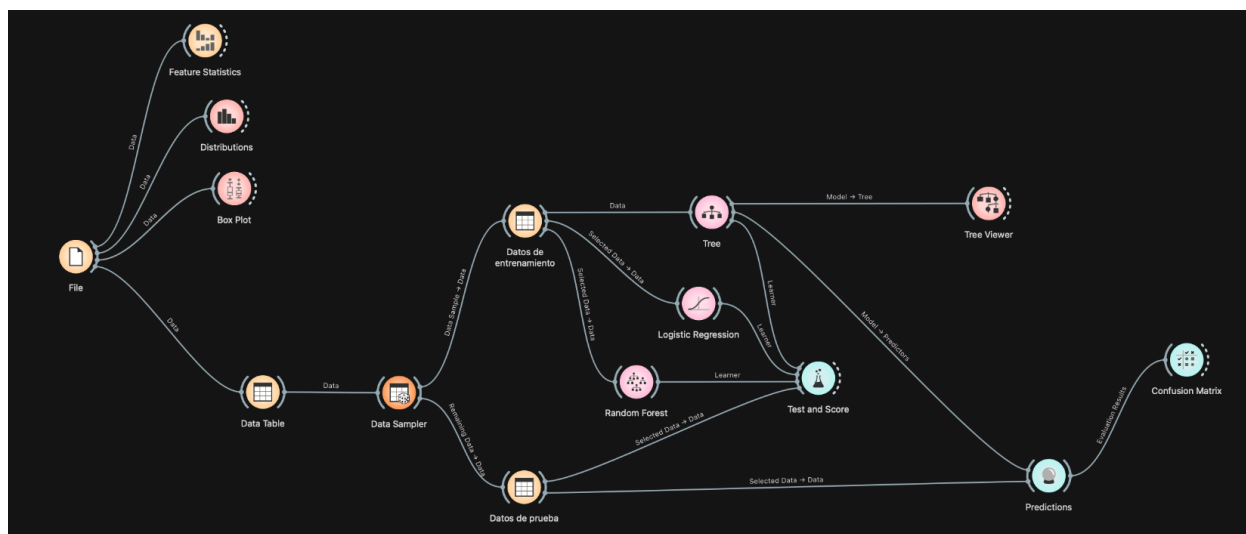 Feature Statistics
Data
Distributions
Data
Box Plot
Data
File
Data
Data Table
Data
Data Sampler
Data Sample → Data
Remaining Data → Data
Datos de
entrenamiento
Data
Selected Data → Data
Selected Data → Data
Tree
Model → Tree
Tree Viewer
Logistic Regression
Learner
Learner
Random Forest
Learner
Test and Score
Model → Predictors
Selected Data → Data
Datos de prueba
Selected Data → Data
Predictions
Evaluation Results
Confusion Matrix